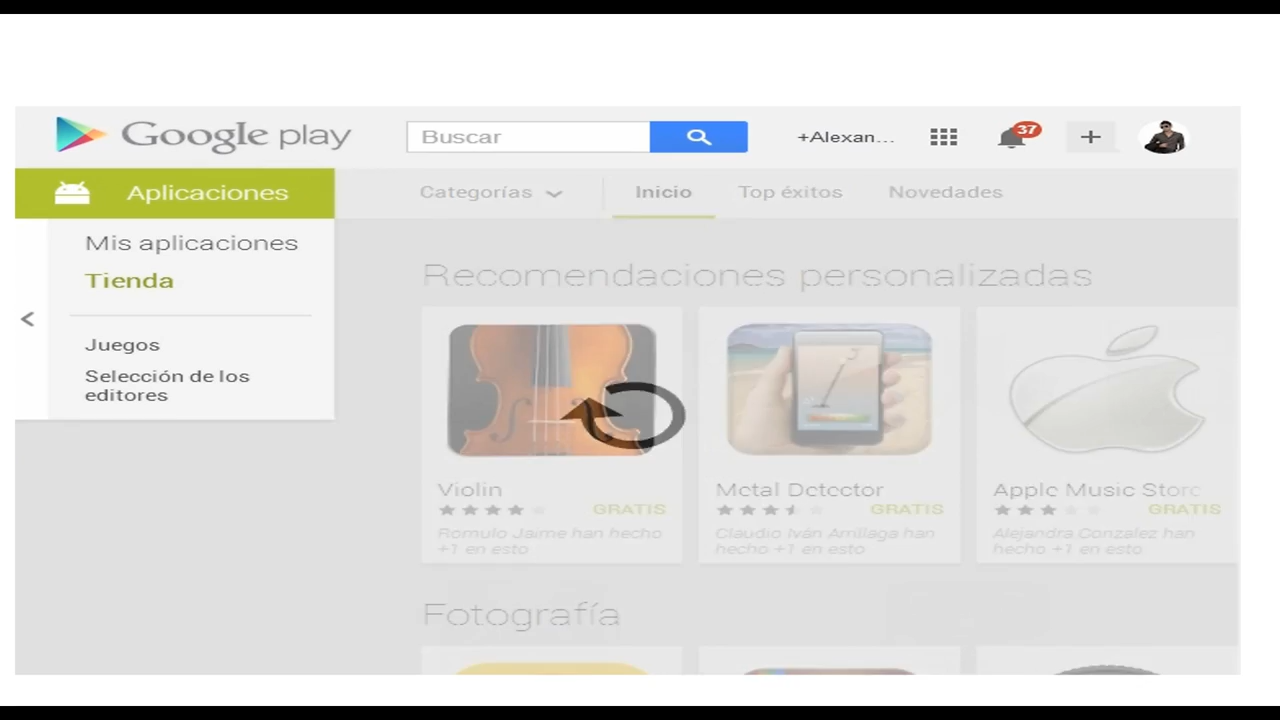 Google play
Buscar
+Alexan...
37
Aplicaciones
Categorías
Inicio
Top éxitos
Novedades
Mis aplicaciones
Tienda
Juegos
Selección de los
editores
Recomendaciones personalizadas
Violin
GRATIS
Romulo Jaime han hecho
+1 en esto
Metal Detector
GRATIS
Claudio Iván Arrillaga han
hecho +1 en esto
Apple Music Store
GRATIS
Alejandra Gonzalez han
hecho +1 en esto
Fotografía